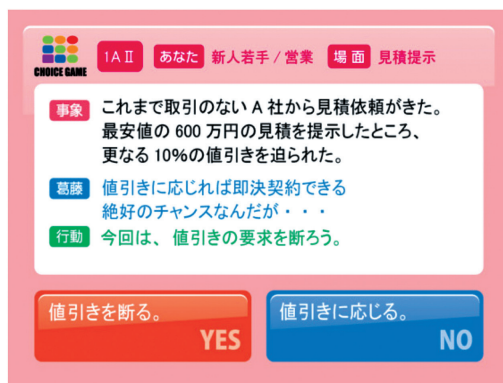 CHOICE GAME
1AⅡ あなた 新人若手/営業 場面 見積提示
事象 これまで取引のない A 社から見積依頼がきた。
最安値の 600 万円の見積を提示したところ、
更なる 10%の値引きを迫られた。
葛藤 値引きに応じれば即決契約できる
絶好のチャンスなんだが・・・
行動 今回は、値引きの要求を断ろう。
値引きを断る。
YES
値引きに応じる。
NO